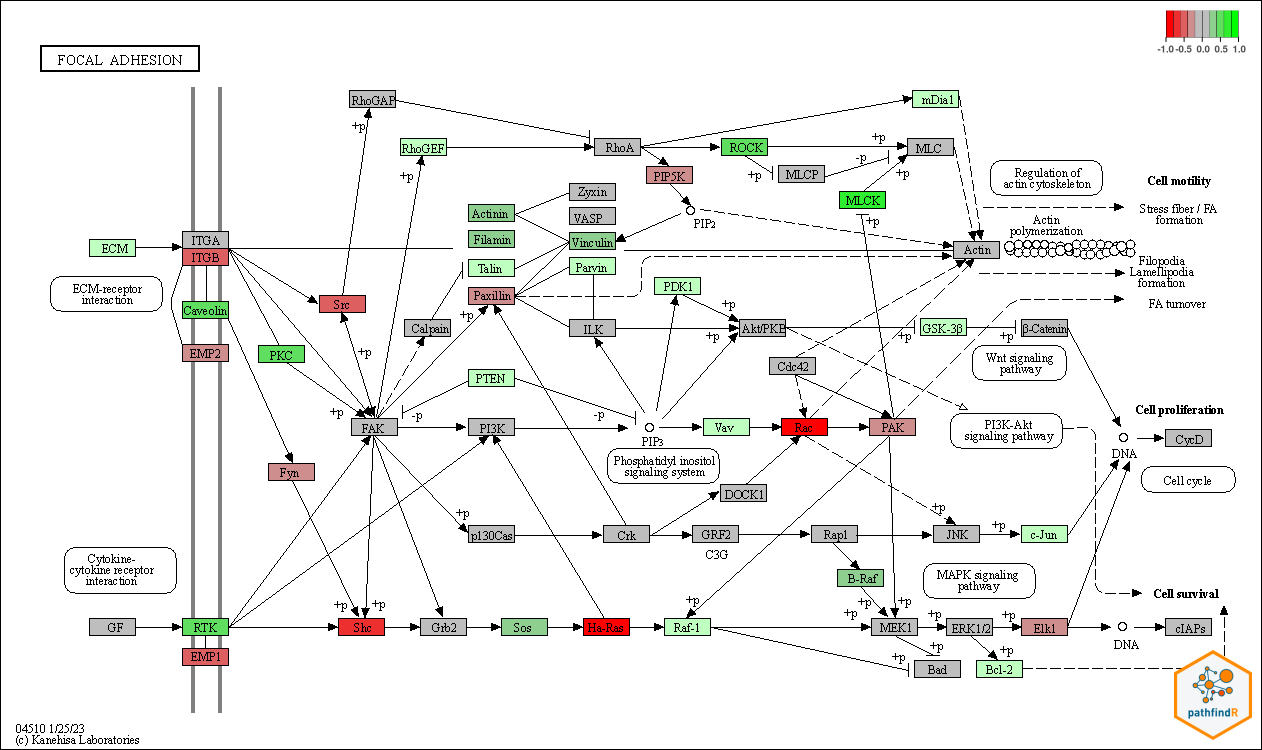 -1.0 -0.5 0.0 0.5 1.0
FOCAL ADHESION
RhoGAP
mDia1
+p
RhoGEF
RhoA
ROCK
+p
MLC
+p
PIP5K
+p
MLCP
-p
+p
Regulation of
actin cytoskeleton
Cell motility
Zyxin
MLCK
Actinin
VASP
PIP2
+p
Stress fiber / FA
formation
Actin
polymerization
ITGA
ECM
ITGB
Filamin
Vinculin
Actin
Talin
Parvin
Filopodia
Lamellipodia
formation
ECM-receptor
interaction
Caveolin
Src
Paxillin
+p
PDK1
+p
FA turnover
Calpain
ILK
+p
Akt/PKB
GSK-3β
+p
+p
β-Catenin
EMP2
PKC
+p
Cdc42
Wnt signaling
pathway
PTEN
+p
-p
-p
FAK
PI3K
PIP3
Vav
Rac
PAK
PI3K-Akt
signaling pathway
Cell proliferation
DNA
CycD
Fyn
Phosphatidyl inositol
signaling system
Cell cycle
DOCK1
+p
+p
p130Cas
Crk
GRF2
C3G
Rap1
JNK
+p
c-Jun
Cytokine-
cytokine receptor
interaction
B-Raf
MAPK signaling
pathway
+p
+p
+p
+p
+p
+p
+p
+p
Cell survival
GF
RTK
Shc
Grb2
Sos
Ha-Ras
Raf-1
MEK1
ERK1/2
Elk1
DNA
cIAPs
EMP1
+p
+p
+p
Bad
Bcl-2
pathfindR
04510 1/25/23
(c) Kanehisa Laboratories